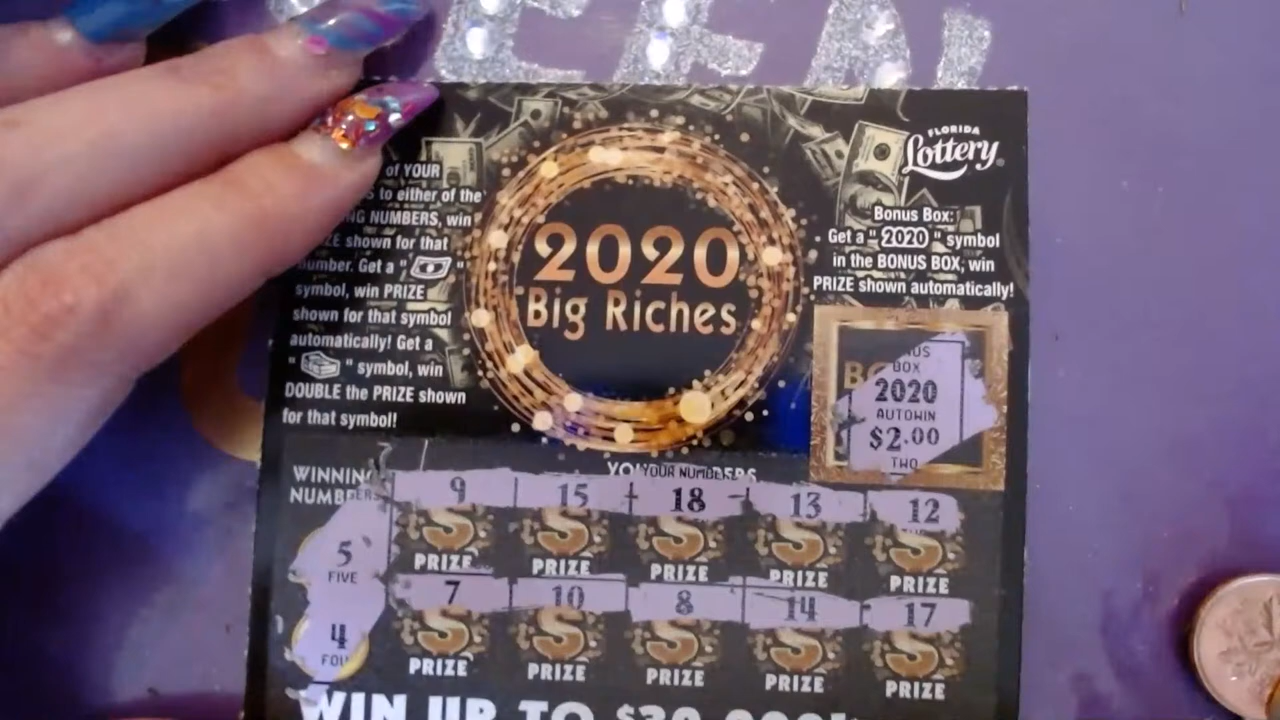 of YOUR
to either of the
NUMBERS, win
shown for that
number. Get a " "
symbol, win PRIZE
shown for that symbol
automatically! Get a
" " symbol, win
DOUBLE the PRIZE shown
for that symbol!
2020
Big Riches
FLORIDA
Lottery
Bonus Box:
Get a " 2020 " symbol
in the BONUS BOX, win
PRIZE shown automatically!
BOX
2020
AUTOWIN
$2.00
TWO
WINNING
NUMBERS
YOUR NUMBERS
9 15 18 13 12
PRIZE PRIZE PRIZE PRIZE PRIZE
5
FIVE
7 10 8 14 17
PRIZE PRIZE PRIZE PRIZE PRIZE
4
WIN UP TO